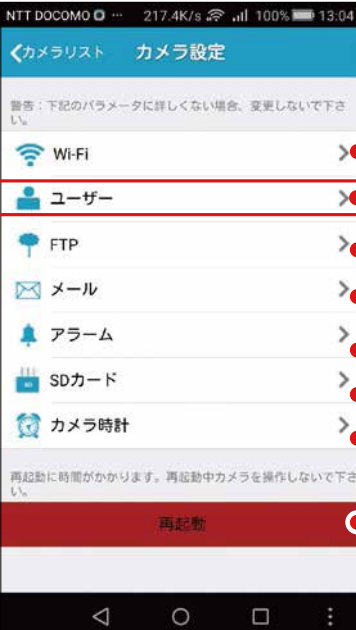 NTT DOCOMO ··· 217.4K/s 100% 13:04
カメラリスト カメラ設定
警告：下記のパラメータに詳しくない場合、変更しないで下さ
い。
Wi-Fi
ユーザー
FTP
メール
アラーム
SDカード
カメラ時計
再起動に時間がかかります。再起動中カメラを操作しないで下さ
い。
再起動